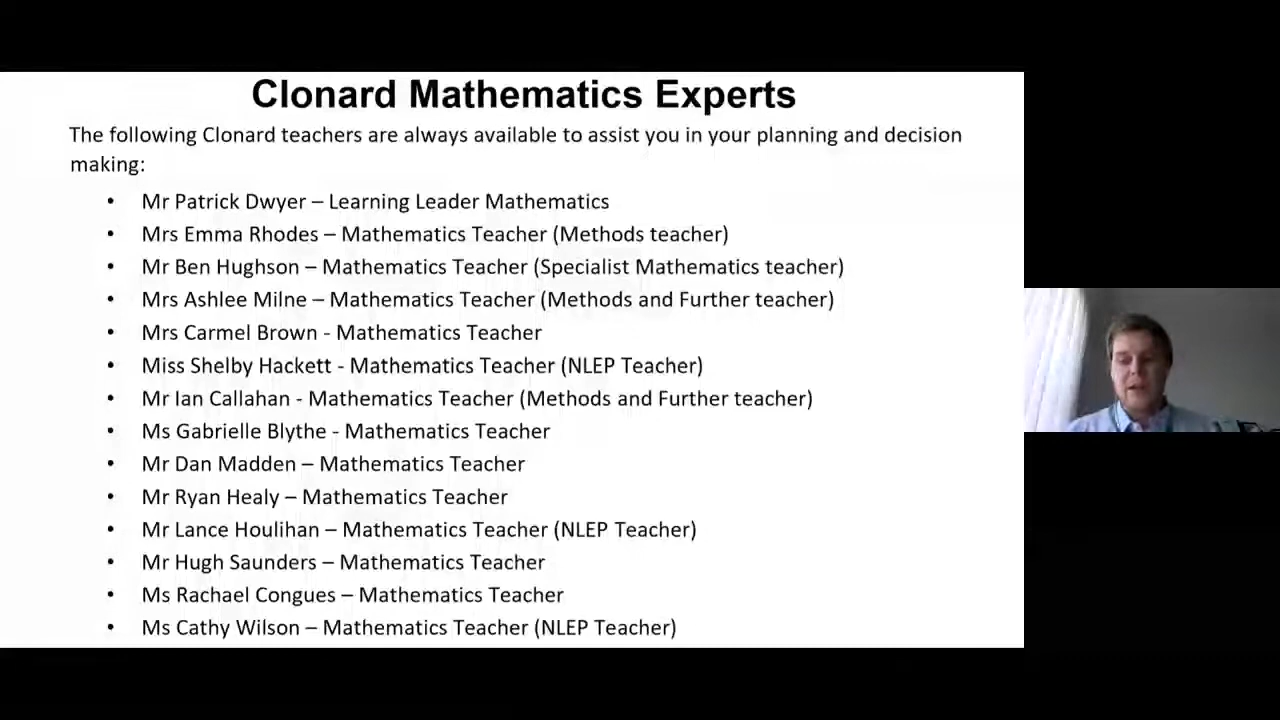 Clonard Mathematics Experts
The following Clonard teachers are always available to assist you in your planning and decision
making:
• Mr Patrick Dwyer – Learning Leader Mathematics
• Mrs Emma Rhodes – Mathematics Teacher (Methods teacher)
• Mr Ben Hughson – Mathematics Teacher (Specialist Mathematics teacher)
• Mrs Ashlee Milne – Mathematics Teacher (Methods and Further teacher)
• Mrs Carmel Brown - Mathematics Teacher
• Miss Shelby Hackett - Mathematics Teacher (NLEP Teacher)
• Mr Ian Callahan - Mathematics Teacher (Methods and Further teacher)
• Ms Gabrielle Blythe - Mathematics Teacher
• Mr Dan Madden – Mathematics Teacher
• Mr Ryan Healy – Mathematics Teacher
• Mr Lance Houlihan – Mathematics Teacher (NLEP Teacher)
• Mr Hugh Saunders – Mathematics Teacher
• Ms Rachael Congues – Mathematics Teacher
• Ms Cathy Wilson – Mathematics Teacher (NLEP Teacher)